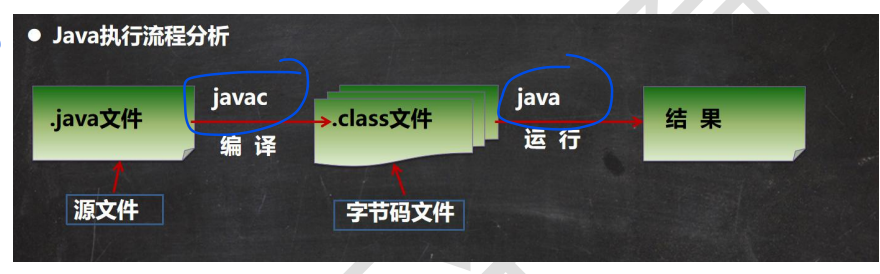 ● Java执行流程分析
javac
java
.java文件
.class文件
结 果
编 译
运 行
源文件
字节码文件